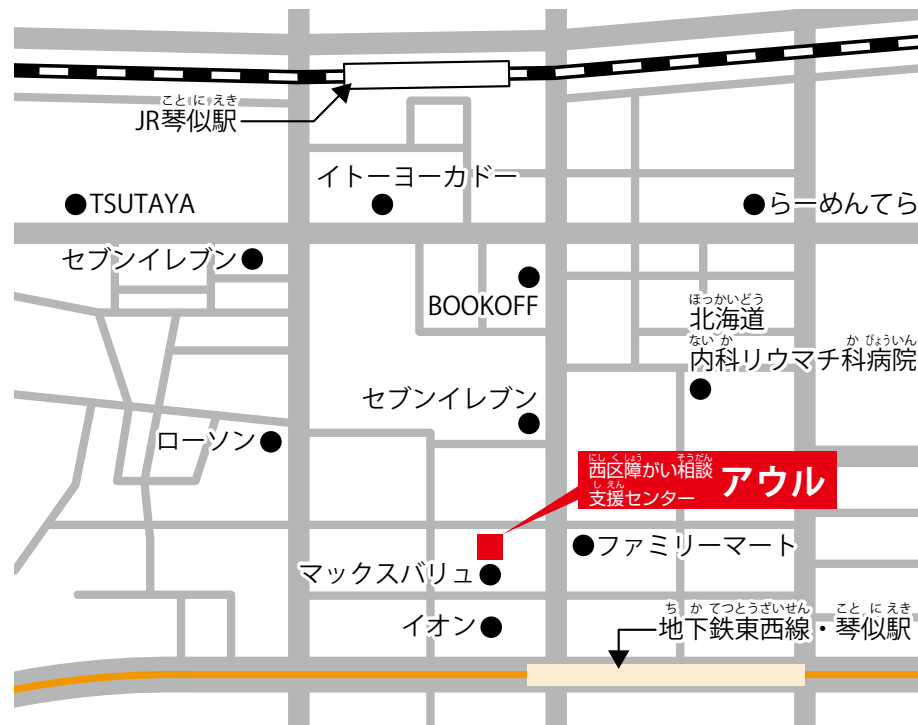 ことにえき
JR琴似駅
イトーヨーカドー
TSUTAYA
らーめんてら
セブンイレブン
BOOKOFF
ほっかいどう
北海道
ないか かびょういん
内科リウマチ科病院
セブンイレブン
ローソン
にしくしょう そうだん
西区障がい相談
しえん
支援センター
アウル
ファミリーマート
マックスバリュ
イオン
ちかてつとうざいせん ことにえき
地下鉄東西線・琴似駅